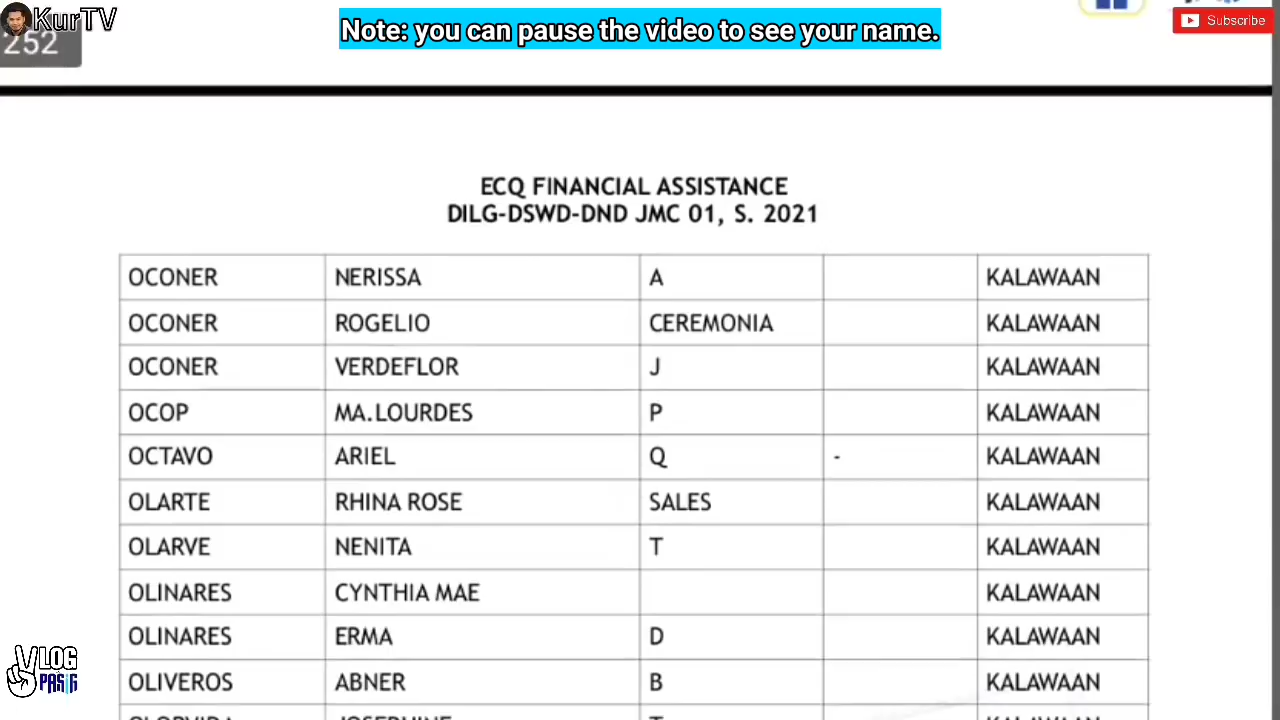 KurTV
Note: you can pause the video to see your name.
Subscribe
252
ECQ FINANCIAL ASSISTANCE
DILG-DSWD-DND JMC 01, S. 2021
OCONER NERISSA A KALAWAAN
OCONER ROGELIO CEREMONIA KALAWAAN
OCONER VERDEFLOR J KALAWAAN
OCOP MA.LOURDES P KALAWAAN
OCTAVO ARIEL Q - KALAWAAN
OLARTE RHINA ROSE SALES KALAWAAN
OLARVE NENITA T KALAWAAN
OLINARES CYNTHIA MAE KALAWAAN
OLINARES ERMA D KALAWAAN
OLIVEROS ABNER B KALAWAAN
VLOG
PASIG